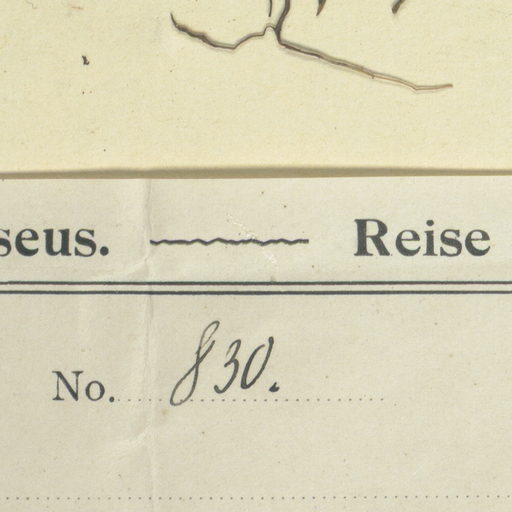 seus. Reise
No. 830.